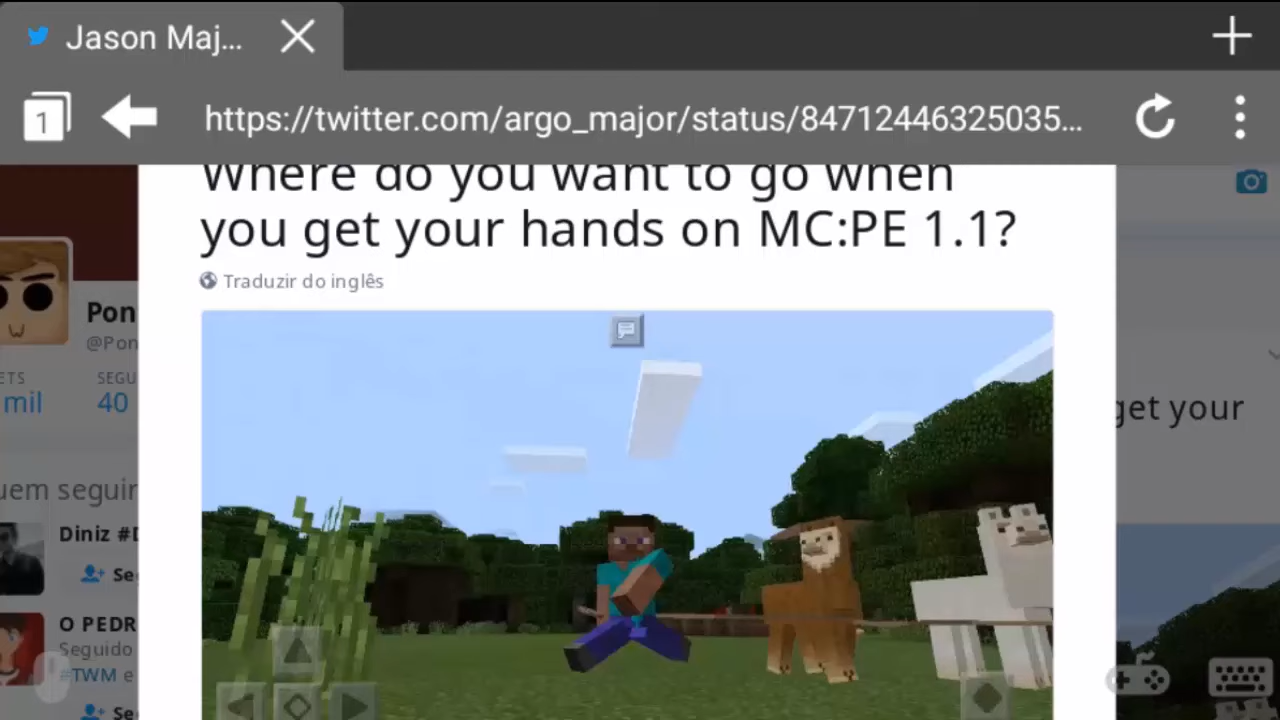 Jason Maj...
1
https://twitter.com/argo_major/status/84712446325035...
Where do you want to go when
you get your hands on MC:PE 1.1?
Traduzir do inglês
Pon
@Pon
ETS
SEGU
mil
40
get your
uem seguir
Diniz #D
Se
O PEDR
Seguido
#TWM e
Se